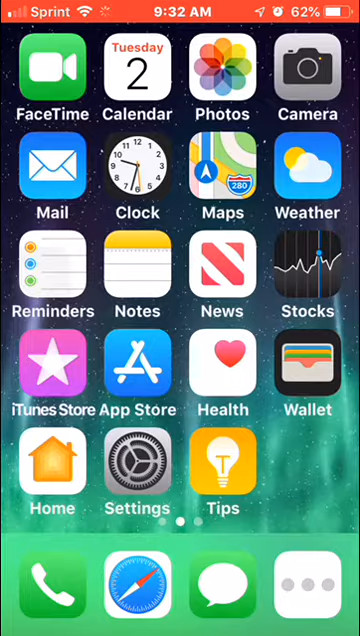 Sprint 9:32 AM 62%
Tuesday
2
FaceTime Calendar Photos Camera
12
280
Mail Clock Maps Weather
Reminders Notes News Stocks
iTunes Store App Store Health Wallet
Home Settings Tips